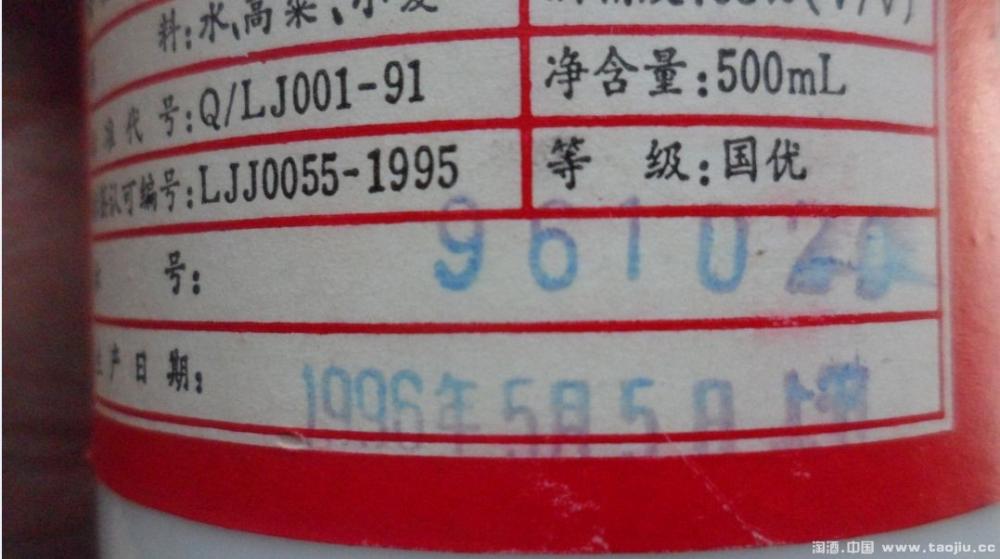 料:水、高粱、小麦
净含量:500mL
准代号:Q/LJ001-91
等 级:国优
认可编号:LJJ0055-1995
号: 96102
产日期: 1996年5月5日
淘酒.中国 www.taojiu.cc